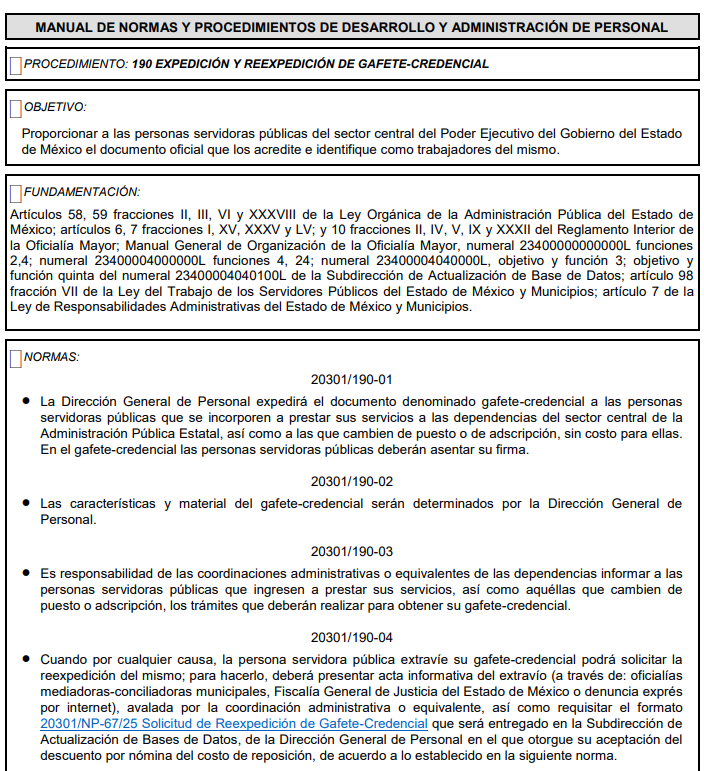 MANUAL DE NORMAS Y PROCEDIMIENTOS DE DESARROLLO Y ADMINISTRACIÓN DE PERSONAL
PROCEDIMIENTO: 190 EXPEDICIÓN Y REEXPEDICIÓN DE GAFETE-CREDENCIAL
OBJETIVO:
Proporcionar a las personas servidoras públicas del sector central del Poder Ejecutivo del Gobierno del Estado
de México el documento oficial que los acredite e identifique como trabajadores del mismo.
FUNDAMENTACIÓN:
Artículos 58, 59 fracciones II, III, VI y XXXVIII de la Ley Orgánica de la Administración Pública del Estado de
México; artículos 6, 7 fracciones I, XV, XXXV y LV; y 10 fracciones II, IV, V, IX y XXXII del Reglamento Interior de
la Oficialía Mayor; Manual General de Organización de la Oficialía Mayor, numeral 23400000000000L funciones
2,4; numeral 23400004000000L funciones 4, 24; numeral 23400004040000L, objetivo y función 3; objetivo y
función quinta del numeral 23400004040100L de la Subdirección de Actualización de Base de Datos; artículo 98
fracción VII de la Ley del Trabajo de los Servidores Públicos del Estado de México y Municipios; artículo 7 de la
Ley de Responsabilidades Administrativas del Estado de México y Municipios.
NORMAS:
20301/190-01
● La Dirección General de Personal expedirá el documento denominado gafete-credencial a las personas
servidoras públicas que se incorporen a prestar sus servicios a las dependencias del sector central de la
Administración Pública Estatal, así como a las que cambien de puesto o de adscripción, sin costo para ellas.
En el gafete-credencial las personas servidoras públicas deberán asentar su firma.
20301/190-02
● Las características y material del gafete-credencial serán determinados por la Dirección General de
Personal.
20301/190-03
● Es responsabilidad de las coordinaciones administrativas o equivalentes de las dependencias informar a las
personas servidoras públicas que ingresen a prestar sus servicios, así como aquéllas que cambien de
puesto o adscripción, los trámites que deberán realizar para obtener su gafete-credencial.
20301/190-04
● Cuando por cualquier causa, la persona servidora pública extravíe su gafete-credencial podrá solicitar la
reexpedición del mismo; para hacerlo, deberá presentar acta informativa del extravío (a través de: oficialías
mediadoras-conciliadoras municipales, Fiscalía General de Justicia del Estado de México o denuncia exprés
por internet), avalada por la coordinación administrativa o equivalente, así como requisitar el formato
20301/NP-67/25 Solicitud de Reexpedición de Gafete-Credencial que será entregado en la Subdirección de
Actualización de Bases de Datos, de la Dirección General de Personal en el que otorgue su aceptación del
descuento por nómina del costo de reposición, de acuerdo a lo establecido en la siguiente norma.